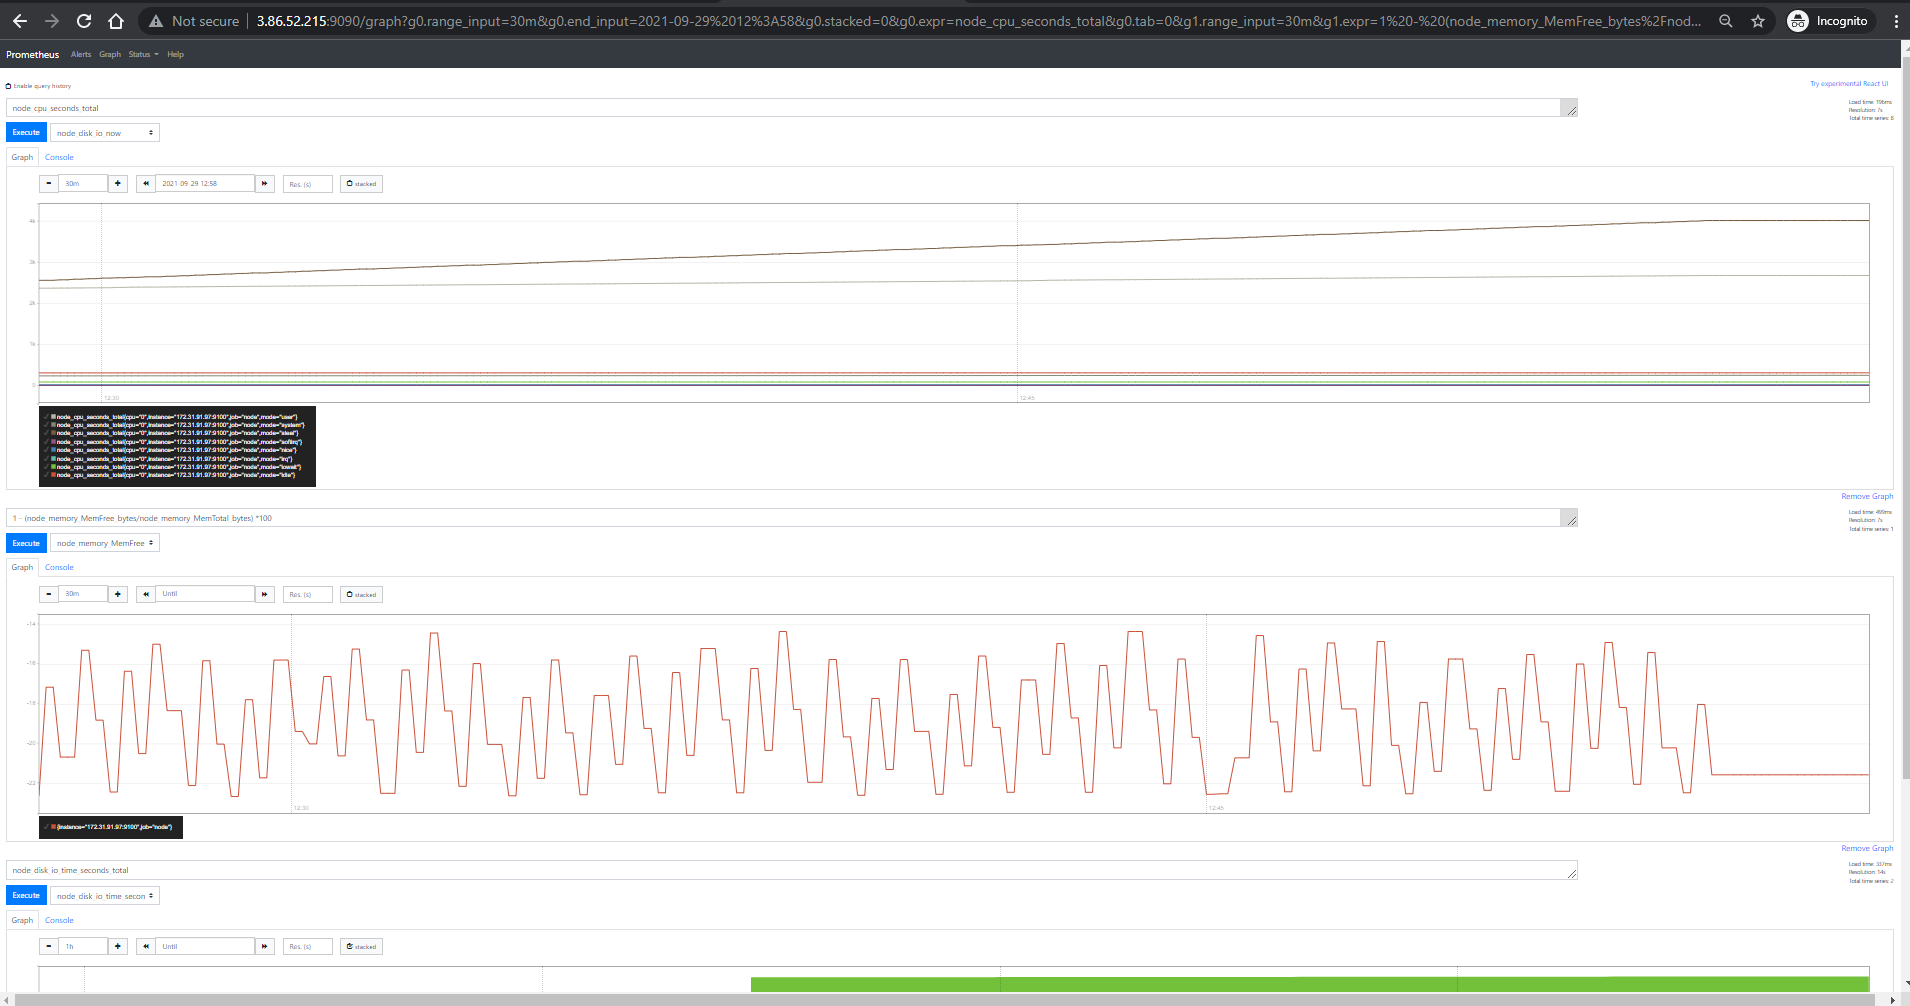 Not secure | 3.86.52.215:9090/graph?g0.range_input=30m&g0.end_input=2021-09-29%2012%3A58&g0.stacked=0&g0.expr=node_cpu_seconds_total&g0.tab=0&g1.range_input=30m&g1.expr=1%20-%20(node_memory_MemFree_bytes%2Fnod... Incognito
Prometheus Alerts Graph Status Help
Enable query history
Try experimental React UI
node_cpu_seconds_total
Load time: 196ms
Resolution: 7s
Total time series: 8
Execute node_disk_io_now
Graph Console
- 30m + 2021-09-29 12:58 Res. (s) stacked
4k
3k
2k
1k
0
12:30 12:45
node_cpu_seconds_total{cpu="0",instance="172.31.91.97:9100",job="node",mode="user"}
node_cpu_seconds_total{cpu="0",instance="172.31.91.97:9100",job="node",mode="system"}
node_cpu_seconds_total{cpu="0",instance="172.31.91.97:9100",job="node",mode="steal"}
node_cpu_seconds_total{cpu="0",instance="172.31.91.97:9100",job="node",mode="softirq"}
node_cpu_seconds_total{cpu="0",instance="172.31.91.97:9100",job="node",mode="nice"}
node_cpu_seconds_total{cpu="0",instance="172.31.91.97:9100",job="node",mode="irq"}
node_cpu_seconds_total{cpu="0",instance="172.31.91.97:9100",job="node",mode="iowait"}
node_cpu_seconds_total{cpu="0",instance="172.31.91.97:9100",job="node",mode="idle"}
Remove Graph
1 - (node_memory_MemFree_bytes/node_memory_MemTotal_bytes) *100
Load time: 499ms
Resolution: 7s
Total time series: 1
Execute node_memory_MemFree
Graph Console
- 30m + Until Res. (s) stacked
-14
-16
-18
-20
-22
12:30 12:45
{instance="172.31.91.97:9100",job="node"}
Remove Graph
node_disk_io_time_seconds_total
Load time: 337ms
Resolution: 14s
Total time series: 2
Execute node_disk_io_time_secon
Graph Console
- 1h + Until Res. (s) stacked